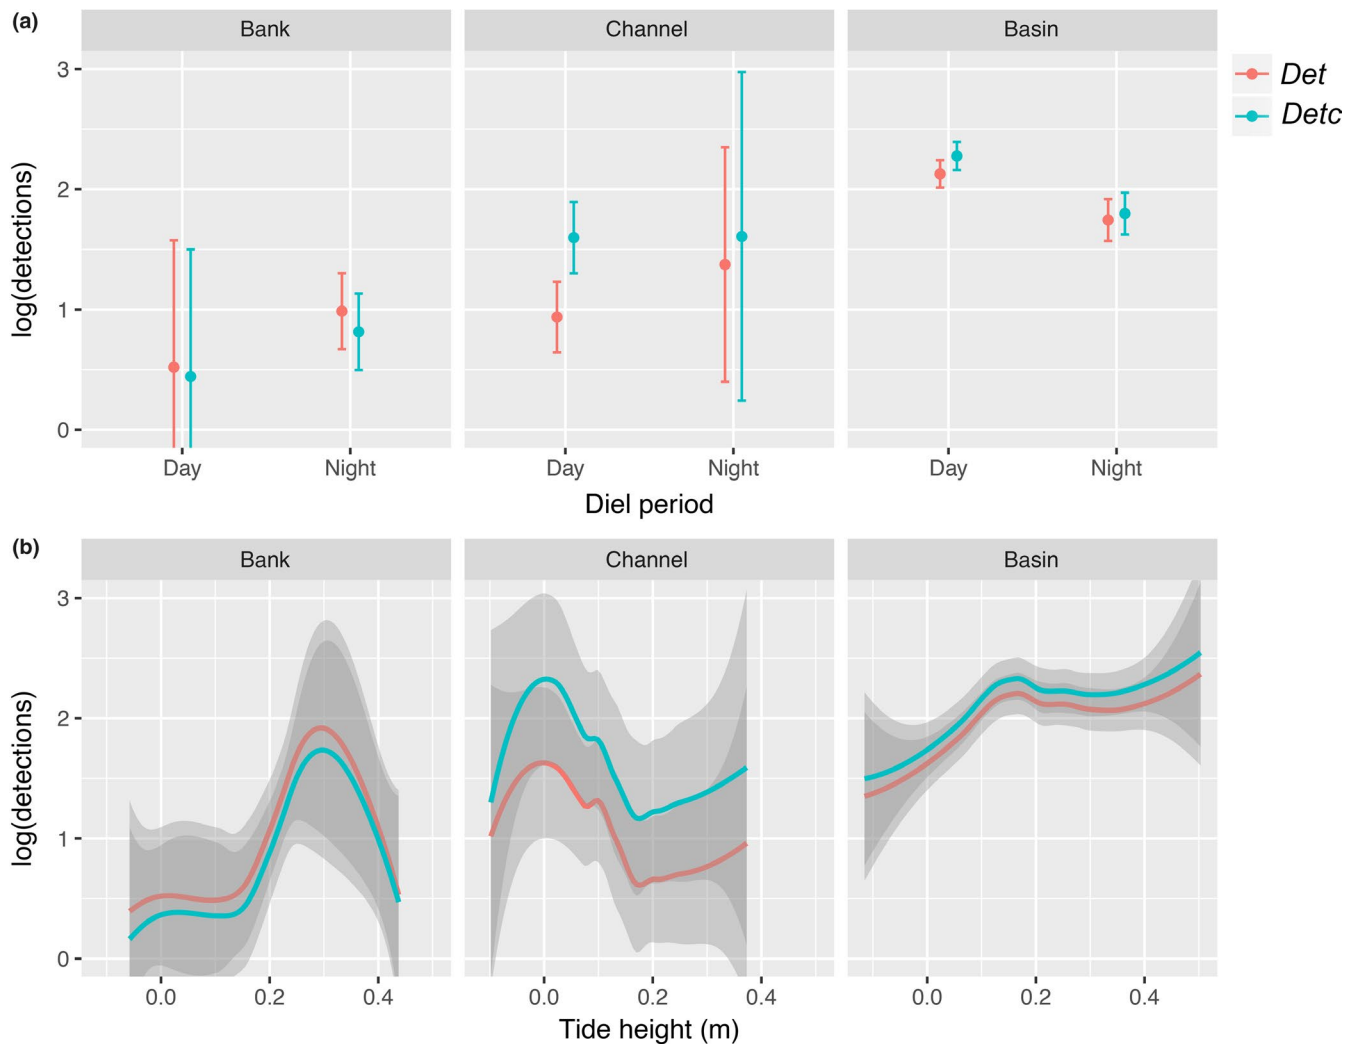 (a)
Bank Channel Basin
3
2
1
0
log(detections)
Day Night Day Night Day Night
Diel period
Det
Detc
(b)
Bank Channel Basin
3
2
1
0
log(detections)
0.0 0.2 0.4 0.0 0.2 0.4 0.0 0.2 0.4
Tide height (m)